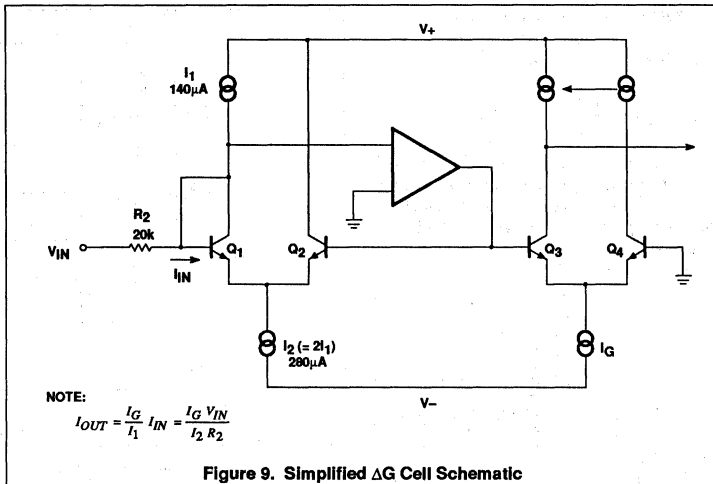 V+
I1
140µA
R2
20k
VIN
IIN
Q1
Q2
Q3
Q4
I2 (= 2I1)
280µA
IG
V–
NOTE:
IOUT = IG/I1 IIN = IG VIN/I2 R2
Figure 9. Simplified ΔG Cell Schematic